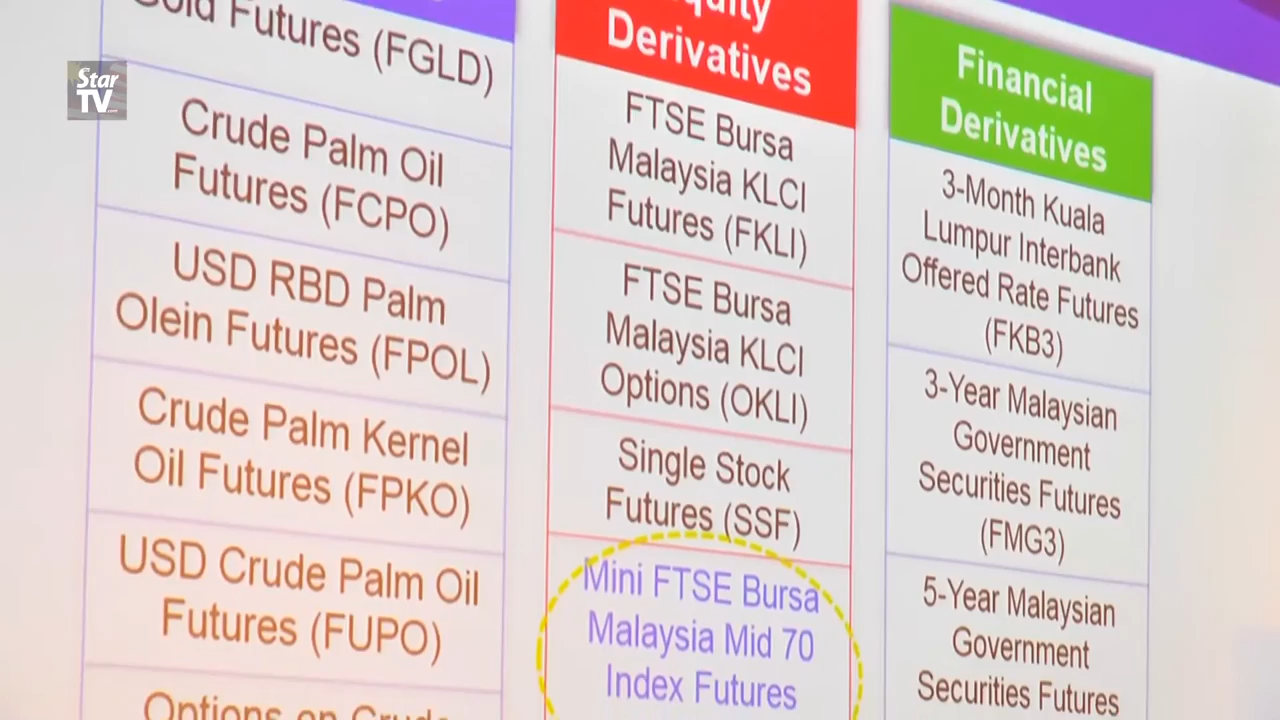 Star
TV
Gold Futures (FGLD)
Crude Palm Oil
Futures (FCPO)
USD RBD Palm
Olein Futures (FPOL)
Crude Palm Kernel
Oil Futures (FPKO)
USD Crude Palm Oil
Futures (FUPO)
Options on Crude
Equity
Derivatives
FTSE Bursa
Malaysia KLCI
Futures (FKLI)
FTSE Bursa
Malaysia KLCI
Options (OKLI)
Single Stock
Futures (SSF)
Mini FTSE Bursa
Malaysia Mid 70
Index Futures
Financial
Derivatives
3-Month Kuala
Lumpur Interbank
Offered Rate Futures
(FKB3)
3-Year Malaysian
Government
Securities Futures
(FMG3)
5-Year Malaysian
Government
Securities Futures